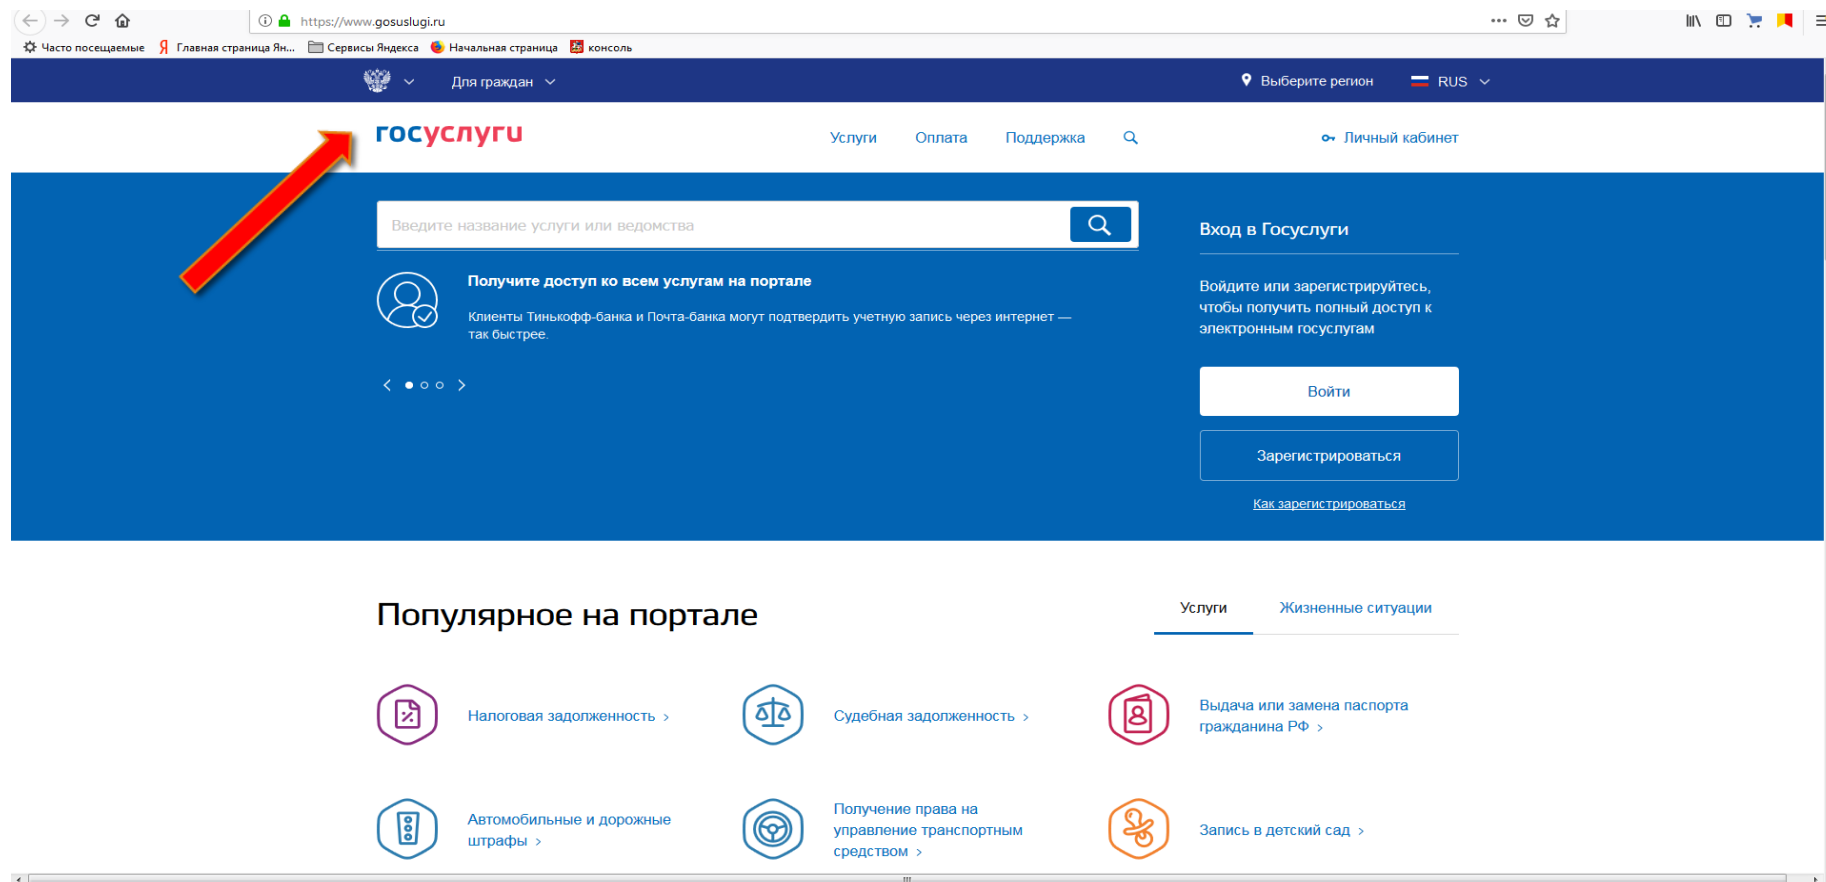 https://www.gosuslugi.ru
Часто посещаемые Главная страница Ян... Сервисы Яндекса Начальная страница консоль
Для граждан Выберите регион RUS
госуслуги Услуги Оплата Поддержка Личный кабинет
Введите название услуги или ведомства
Получите доступ ко всем услугам на портале
Клиенты Тинькофф-банка и Почта-банка могут подтвердить учетную запись через интернет —
так быстрее.
Вход в Госуслуги
Войдите или зарегистрируйтесь,
чтобы получить полный доступ к
электронным госуслугам
Войти
Зарегистрироваться
Как зарегистрироваться
Популярное на портале
Услуги Жизненные ситуации
Налоговая задолженность >
Судебная задолженность >
Выдача или замена паспорта
гражданина РФ >
Автомобильные и дорожные
штрафы >
Получение права на
управление транспортным
средством >
Запись в детский сад >